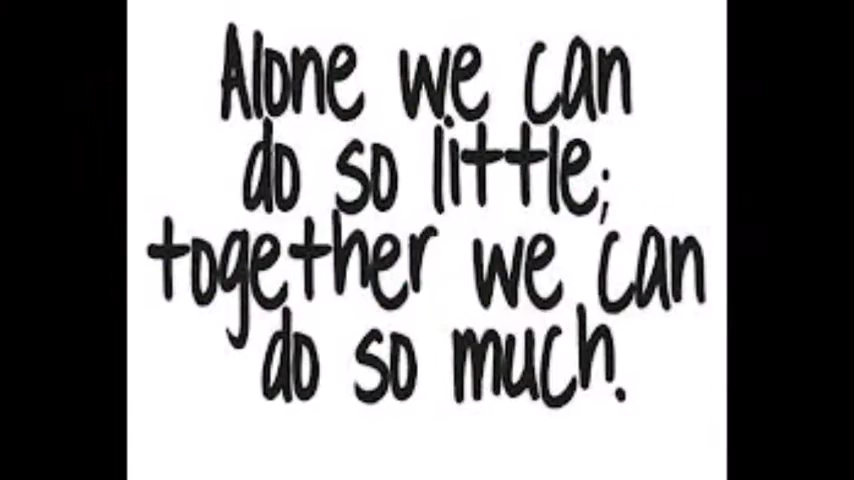 Alone we can
do so little;
together we can
do so much.